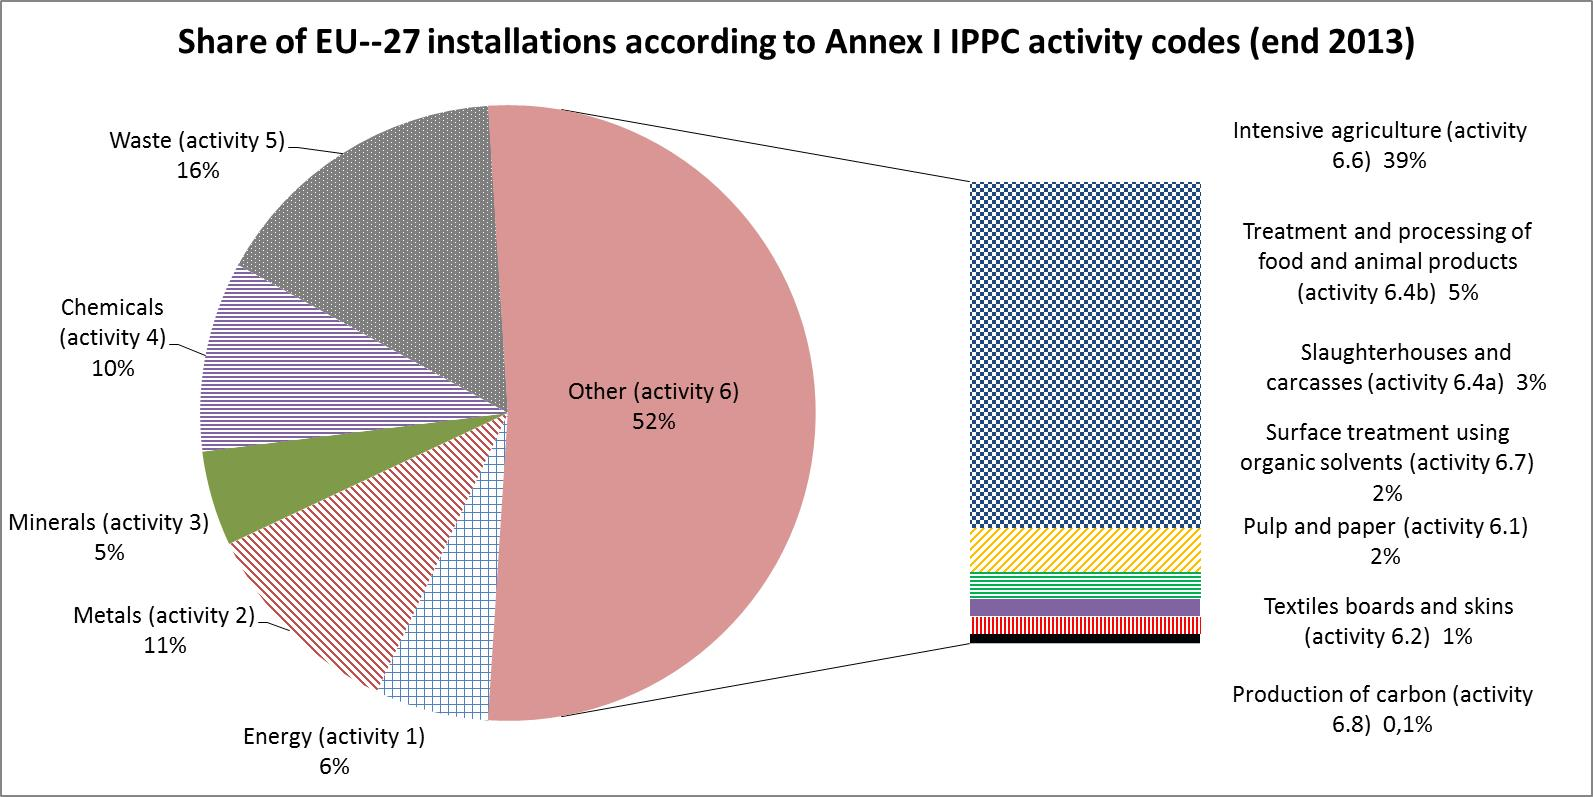 Share of EU--27 installations according to Annex I IPPC activity codes (end 2013)
Waste (activity 5)
16%
Chemicals
(activity 4)
10%
Minerals (activity 3)
5%
Metals (activity 2)
11%
Energy (activity 1)
6%
Other (activity 6)
52%
Intensive agriculture (activity
6.6)  39%
Treatment and processing of
food and animal products
(activity 6.4b)  5%
Slaughterhouses and
carcasses (activity 6.4a)  3%
Surface treatment using
organic solvents (activity 6.7)
2%
Pulp and paper (activity 6.1)
2%
Textiles boards and skins
(activity 6.2)  1%
Production of carbon (activity
6.8)  0,1%